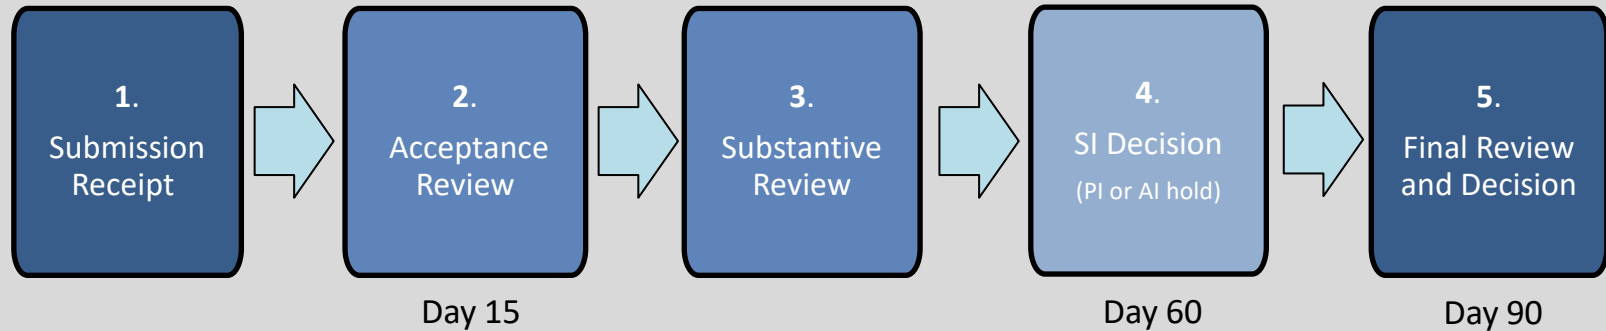 1.
Submission
Receipt
2.
Acceptance
Review
3.
Substantive
Review
4.
SI Decision
(PI or AI hold)
5.
Final Review
and Decision
Day 15
Day 60
Day 90